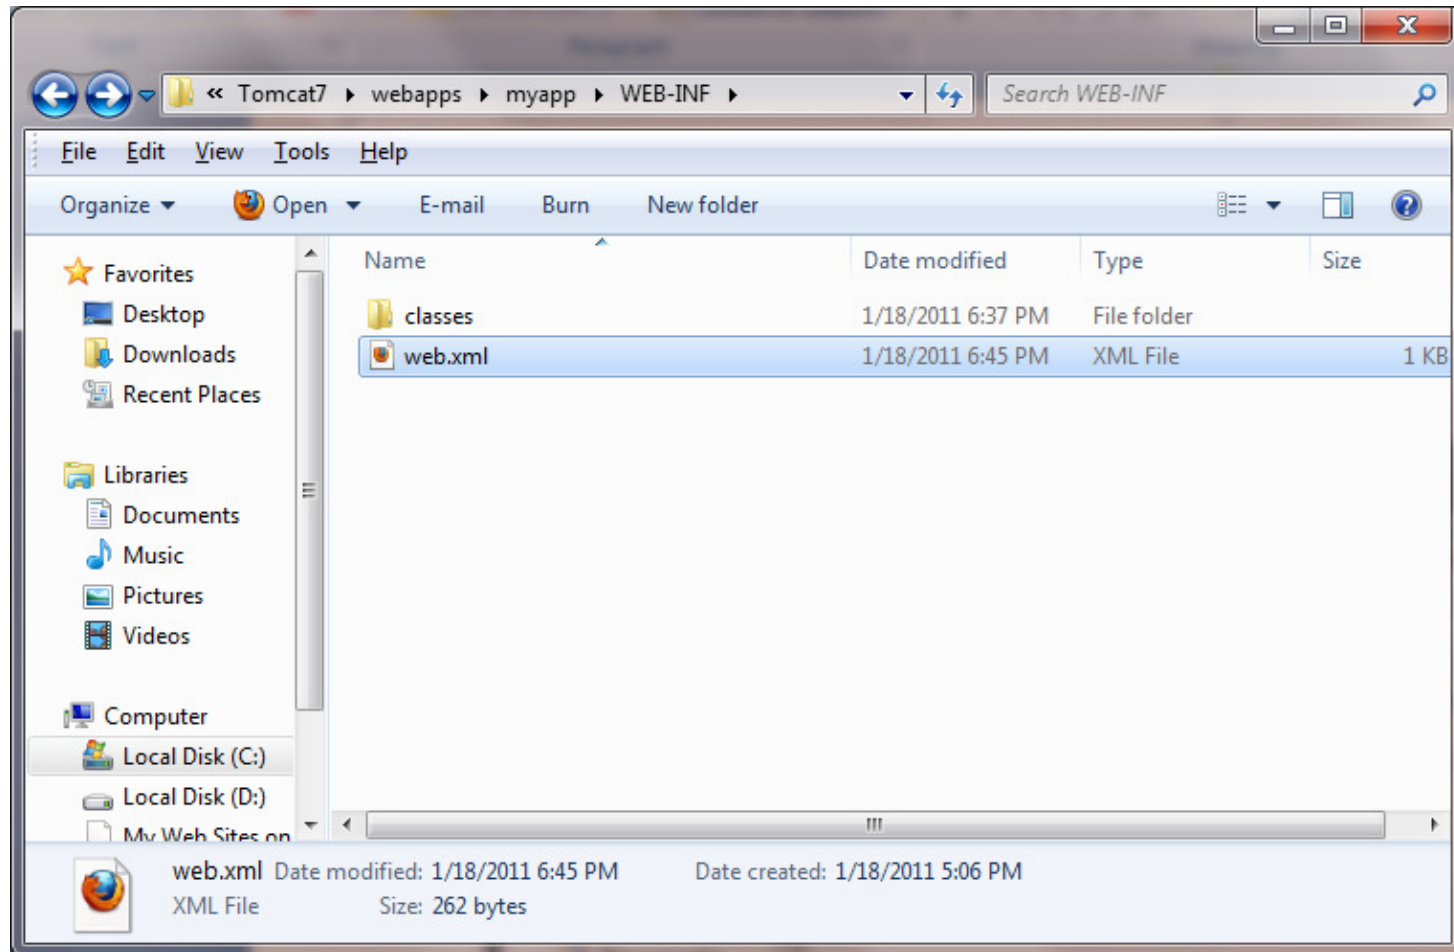 « Tomcat7 ▸ webapps ▸ myapp ▸ WEB-INF ▸ Search WEB-INF
File Edit View Tools Help
Organize Open E-mail Burn New folder
Name Date modified Type Size
Favorites
Desktop
Downloads
Recent Places
Libraries
Documents
Music
Pictures
Videos
Computer
Local Disk (C:)
Local Disk (D:)
My Web Sites on
classes 1/18/2011 6:37 PM File folder
web.xml 1/18/2011 6:45 PM XML File 1 KB
web.xml Date modified: 1/18/2011 6:45 PM Date created: 1/18/2011 5:06 PM
XML File Size: 262 bytes